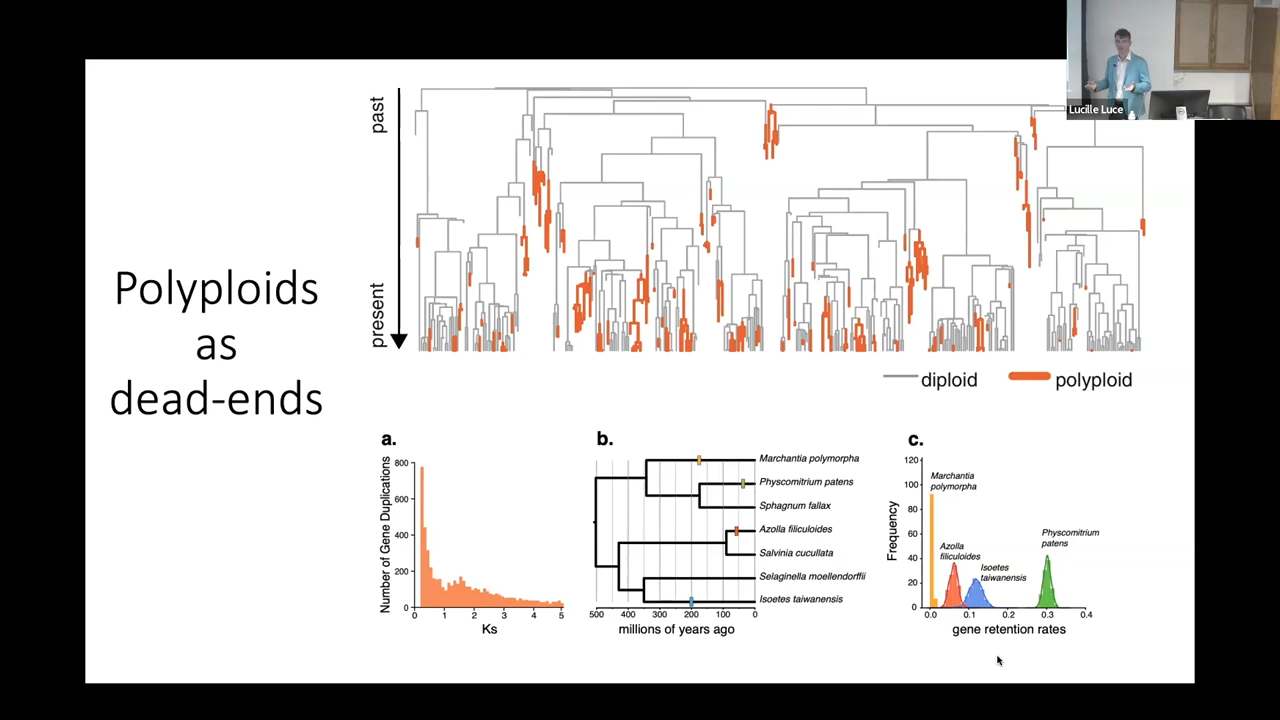 Lucille Luce
Polyploids
as
dead-ends
past
present
diploid
polyploid
a.
Number of Gene Duplications
800
600
400
200
0
0 1 2 3 4 5
Ks
b.
Marchantia polymorpha
Physcomitrium patens
Sphagnum fallax
Azolla filiculoides
Salvinia cucullata
Selaginella moellendorffii
Isoetes taiwanensis
500 400 300 200 100 0
millions of years ago
c.
Frequency
120
100
80
60
40
20
0
Marchantia
polymorpha
Azolla
filiculoides
Isoetes
taiwanensis
Physcomitrium
patens
0.0 0.1 0.2 0.3 0.4
gene retention rates